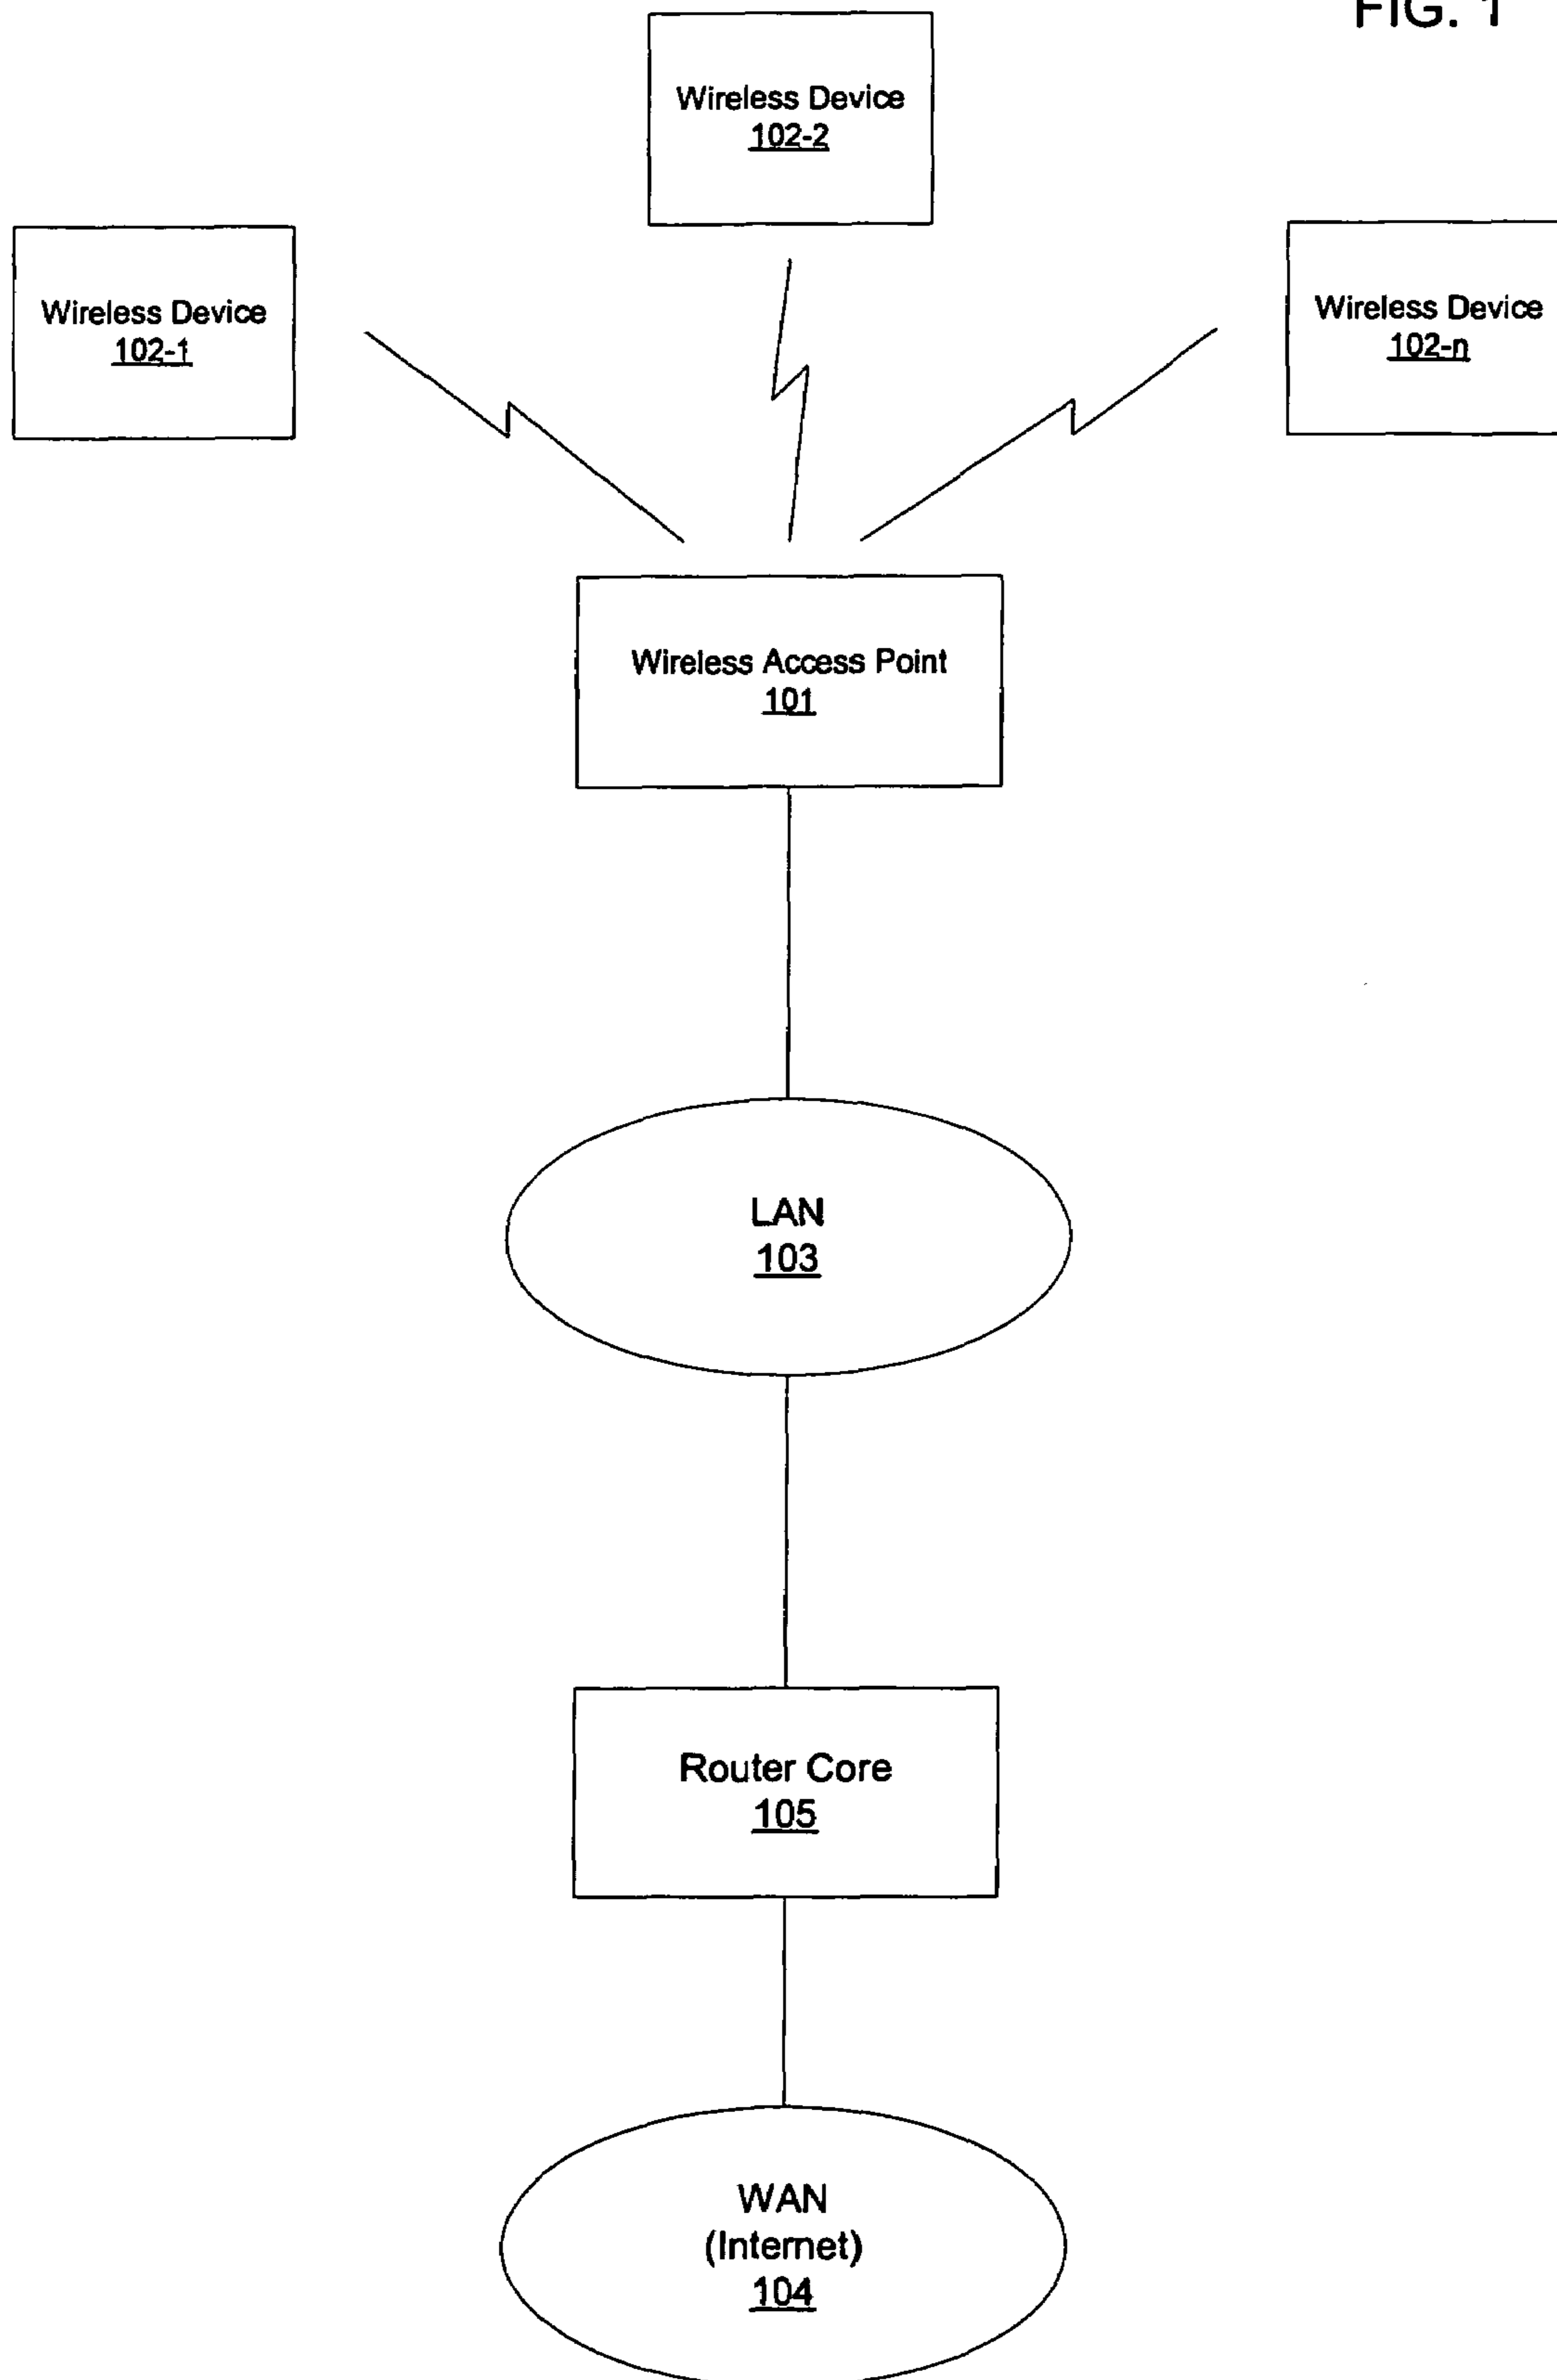 FIG. 1
Wireless Device
102-2
Wireless Device
102-1
Wireless Device
102-n
Wireless Access Point
101
LAN
103
Router Core
105
WAN
(Internet)
104